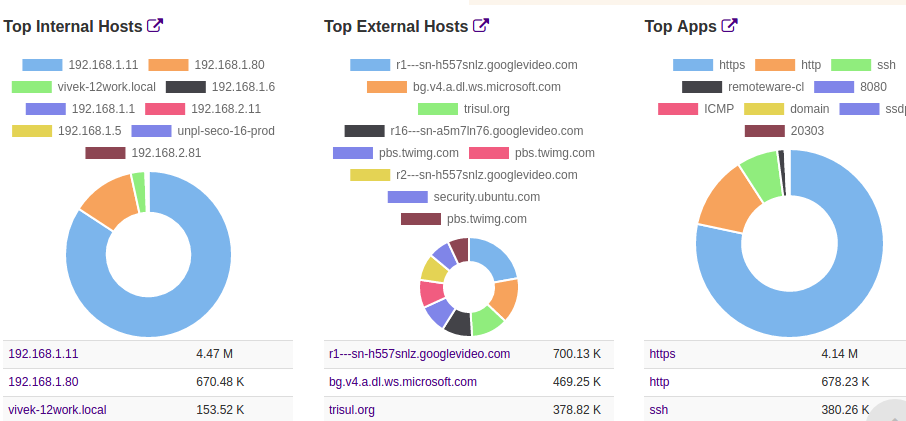 Top Internal Hosts
192.168.1.11 192.168.1.80
vivek-12work.local 192.168.1.6
192.168.1.1 192.168.2.11
192.168.1.5 unpl-seco-16-prod
192.168.2.81
192.168.1.11 4.47 M
192.168.1.80 670.48 K
vivek-12work.local 153.52 K
Top External Hosts
r1---sn-h557snlz.googlevideo.com
bg.v4.a.dl.ws.microsoft.com
trisul.org
r16---sn-a5m7ln76.googlevideo.com
pbs.twimg.com pbs.twimg.com
r2---sn-h557snlz.googlevideo.com
security.ubuntu.com
pbs.twimg.com
r1---sn-h557snlz.googlevideo.com 700.13 K
bg.v4.a.dl.ws.microsoft.com 469.25 K
trisul.org 378.82 K
Top Apps
https http ssh
remoteware-cl 8080
ICMP domain ssdp
20303
https 4.14 M
http 678.23 K
ssh 380.26 K